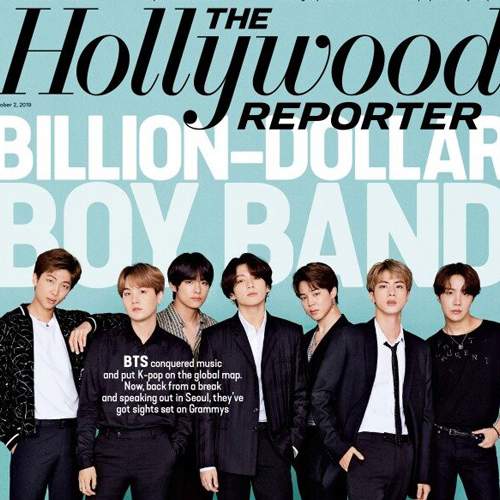 THE
Hollywood
REPORTER
ober 2, 2019
BILLION-DOLLAR
BOY BAND
BTS conquered music
and put K-pop on the global map.
Now, back from a break
and speaking out in Seoul, they've
got sights set on Grammys